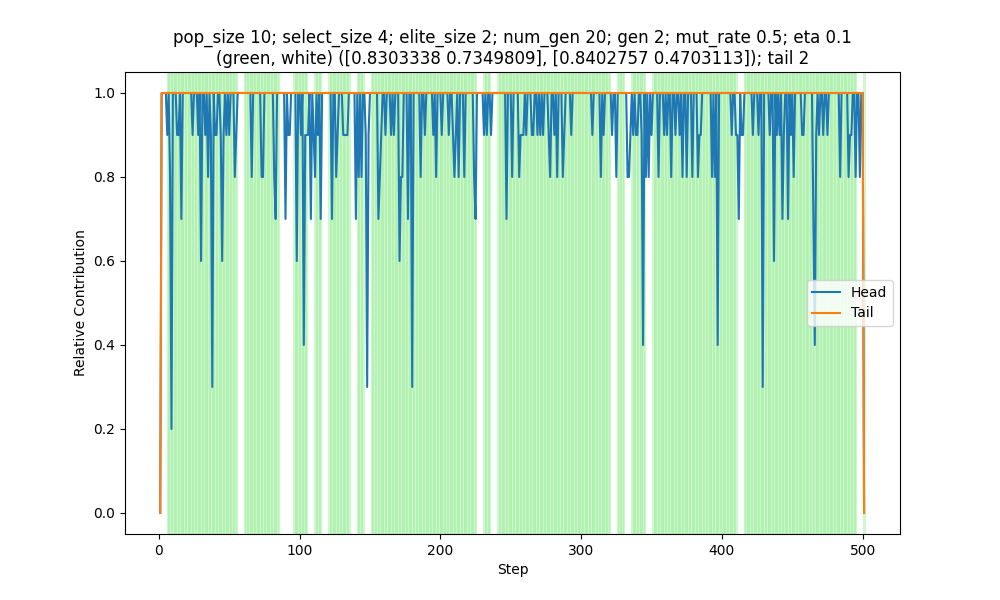 pop_size 10; select_size 4; elite_size 2; num_gen 20; gen 2; mut_rate 0.5; eta 0.1
(green, white) ([0.8303338 0.7349809], [0.8402757 0.4703113]); tail 2
1.0
0.8
0.6
0.4
0.2
0.0
Relative Contribution
Head
Tail
0
100
200
300
400
500
Step